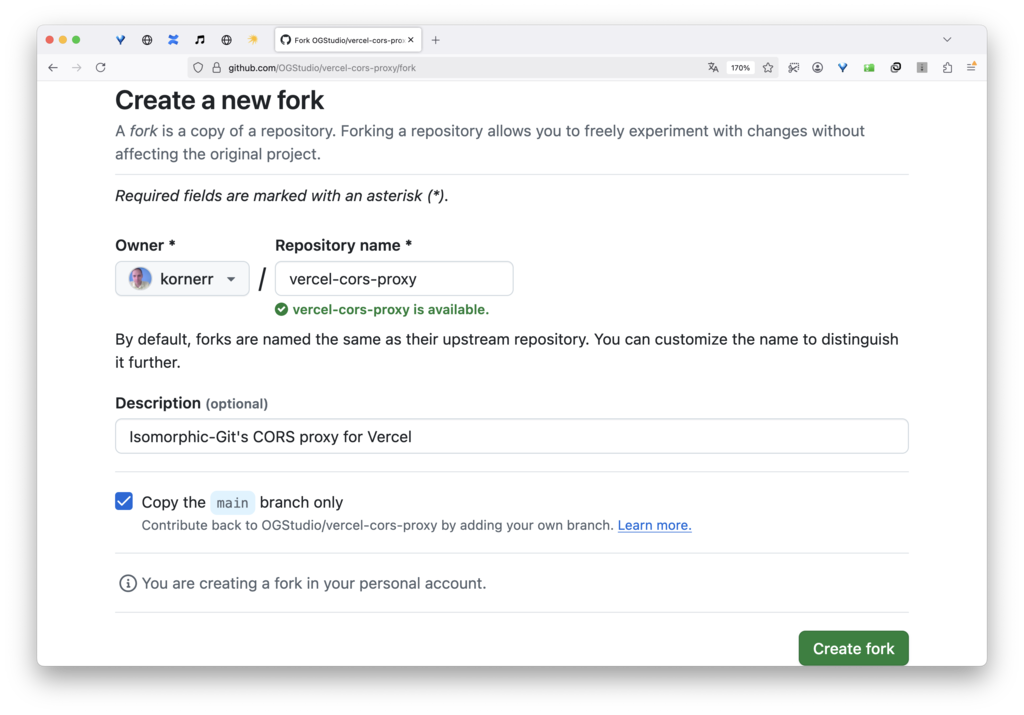 Fork OGStudio/vercel-cors-pro
github.com/OGStudio/vercel-cors-proxy/fork
170%
Create a new fork
A fork is a copy of a repository. Forking a repository allows you to freely experiment with changes without
affecting the original project.
Required fields are marked with an asterisk (*).
Owner *
Repository name *
kornerr
/
vercel-cors-proxy
vercel-cors-proxy is available.
By default, forks are named the same as their upstream repository. You can customize the name to distinguish
it further.
Description (optional)
Isomorphic-Git's CORS proxy for Vercel
Copy the main branch only
Contribute back to OGStudio/vercel-cors-proxy by adding your own branch. Learn more.
You are creating a fork in your personal account.
Create fork